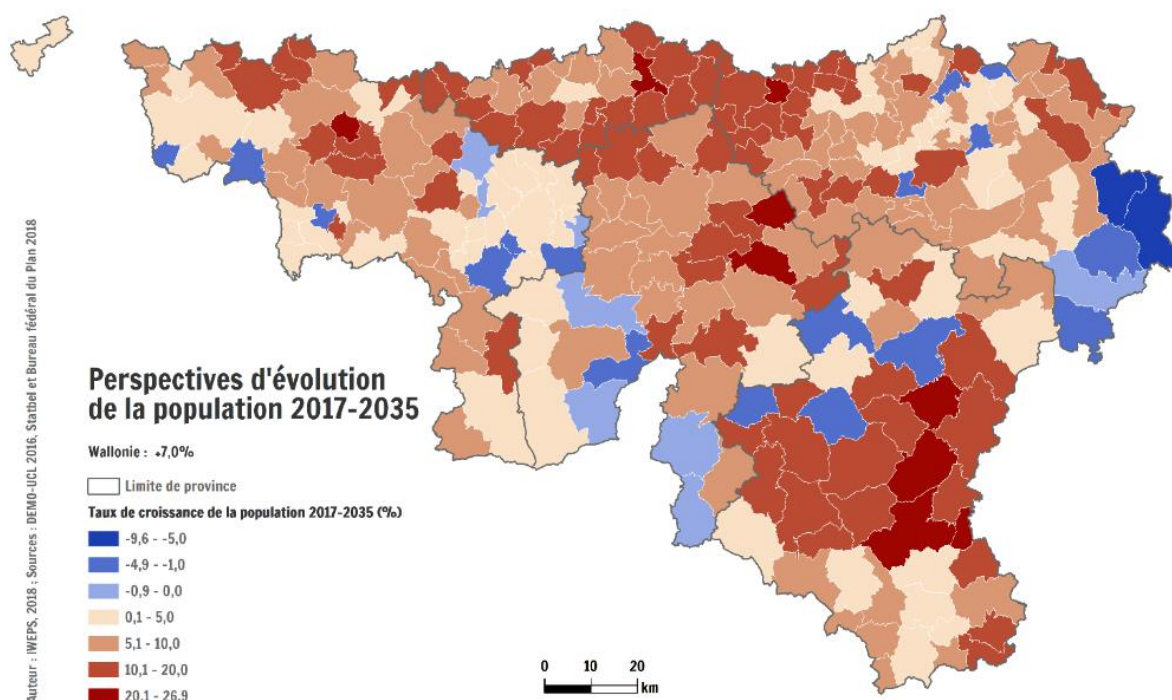 Perspectives d'évolution
de la population 2017-2035
Wallonie : +7,0%
Limite de province
Taux de croissance de la population 2017-2035 (%)
-9,6 - -5,0
-4,9 - -1,0
-0,9 - 0,0
0,1 - 5,0
5,1 - 10,0
10,1 - 20,0
20,1 - 26,9
0 10 20
km
Auteur : IWEPS, 2018 ; Sources : DEMO-UCL 2016, Statbel et Bureau fédéral du Plan 2018